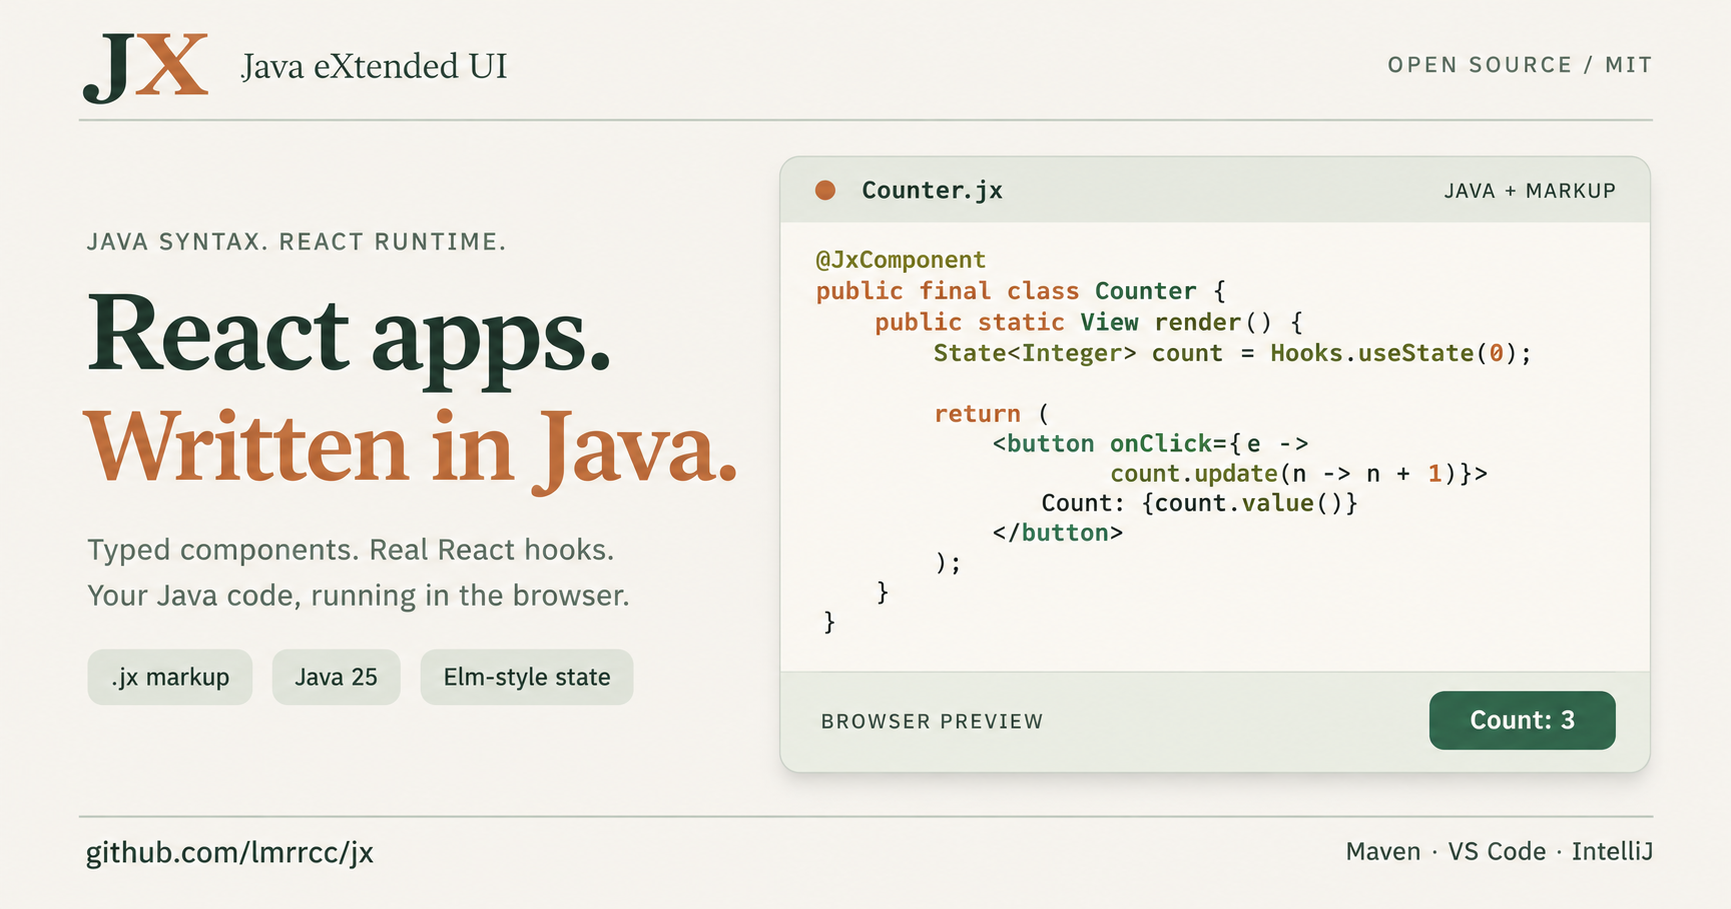 JX Java eXtended UI
OPEN SOURCE / MIT
JAVA SYNTAX. REACT RUNTIME.
React apps.
Written in Java.
Typed components. Real React hooks.
Your Java code, running in the browser.
.jx markup
Java 25
Elm-style state
Counter.jx
JAVA + MARKUP
@JxComponent
public final class Counter {
    public static View render() {
        State<Integer> count = Hooks.useState(0);
        return (
            <button onClick={e ->
                    count.update(n -> n + 1)}>
                Count: {count.value()}
            </button>
        );
    }
}
BROWSER PREVIEW
Count: 3
github.com/lmrrcc/jx
Maven · VS Code · IntelliJ